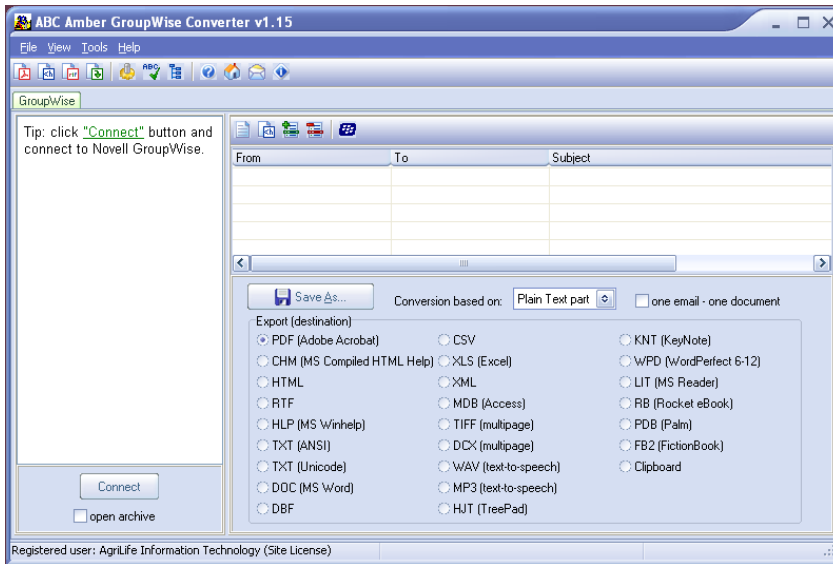 ABC Amber GroupWise Converter v1.15
File View Tools Help
GroupWise
Tip: click "Connect" button and
connect to Novell GroupWise.
From To Subject
Save As... Conversion based on: Plain Text part one email - one document
Export (destination)
PDF (Adobe Acrobat) CSV KNT (KeyNote)
CHM (MS Compiled HTML Help) XLS (Excel) WPD (WordPerfect 6-12)
HTML XML LIT (MS Reader)
RTF MDB (Access) RB (Rocket eBook)
HLP (MS Winhelp) TIFF (multipage) PDB (Palm)
TXT (ANSI) DCX (multipage) FB2 (FictionBook)
TXT (Unicode) WAV (text-to-speech) Clipboard
DOC (MS Word) MP3 (text-to-speech)
DBF HJT (TreePad)
Connect
open archive
Registered user: AgriLife Information Technology (Site License)